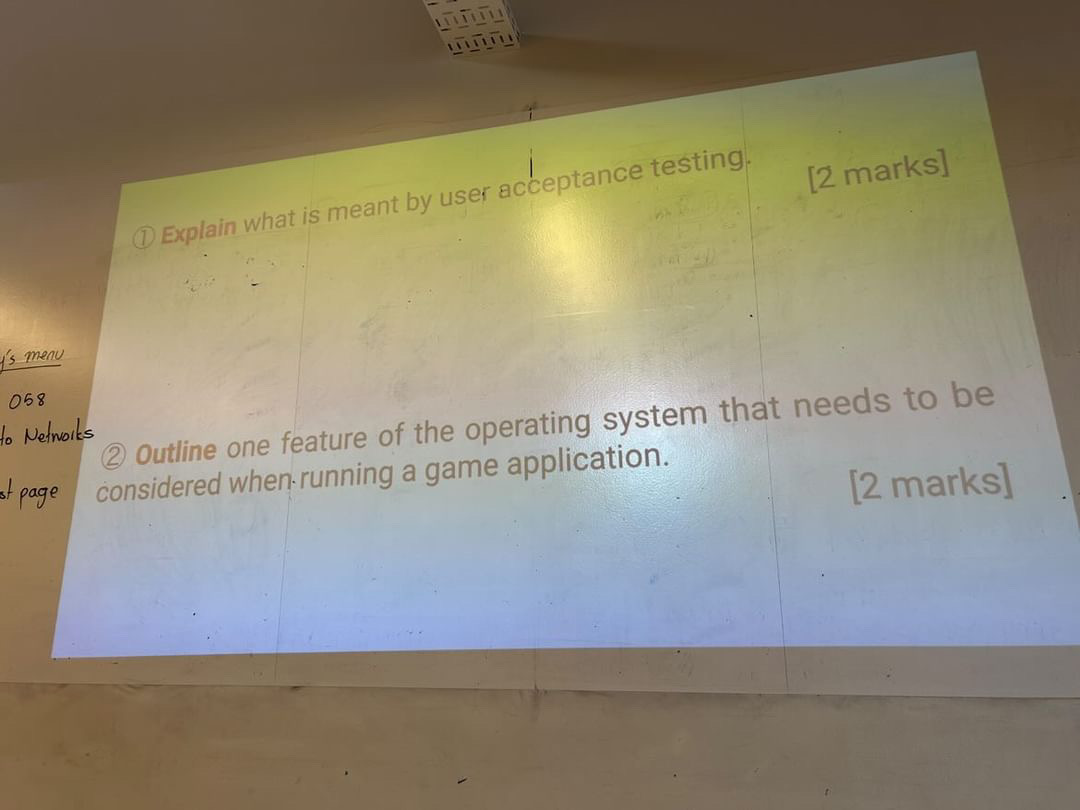 ① Explain what is meant by user acceptance testing.
[2 marks]
② Outline one feature of the operating system that needs to be
considered when running a game application.
[2 marks]
y's menu
058
to Networks
st page